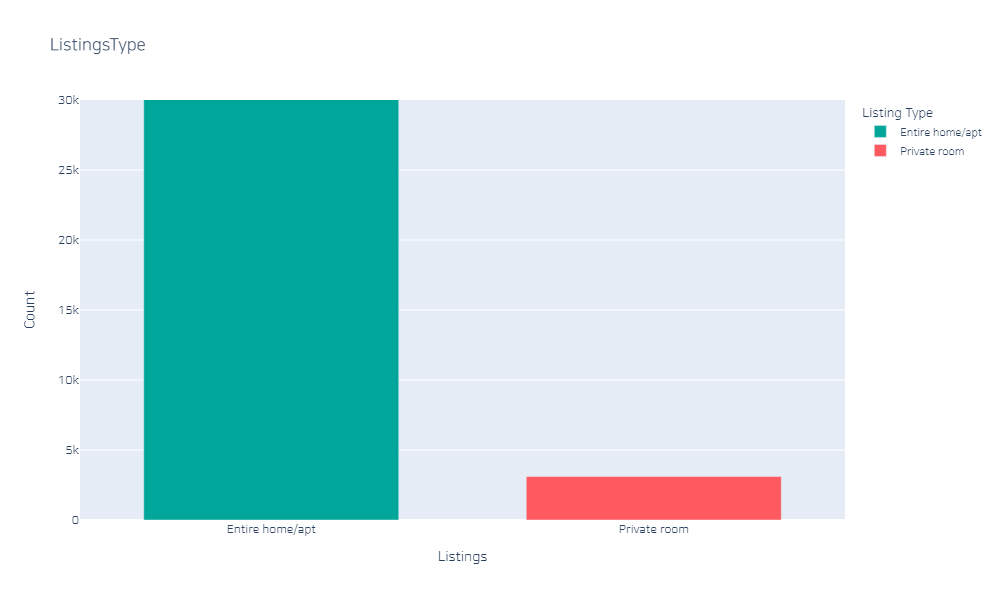 ListingsType
30k
25k
20k
15k
10k
5k
0
Count
Entire home/apt
Private room
Listings
Listing Type
Entire home/apt
Private room